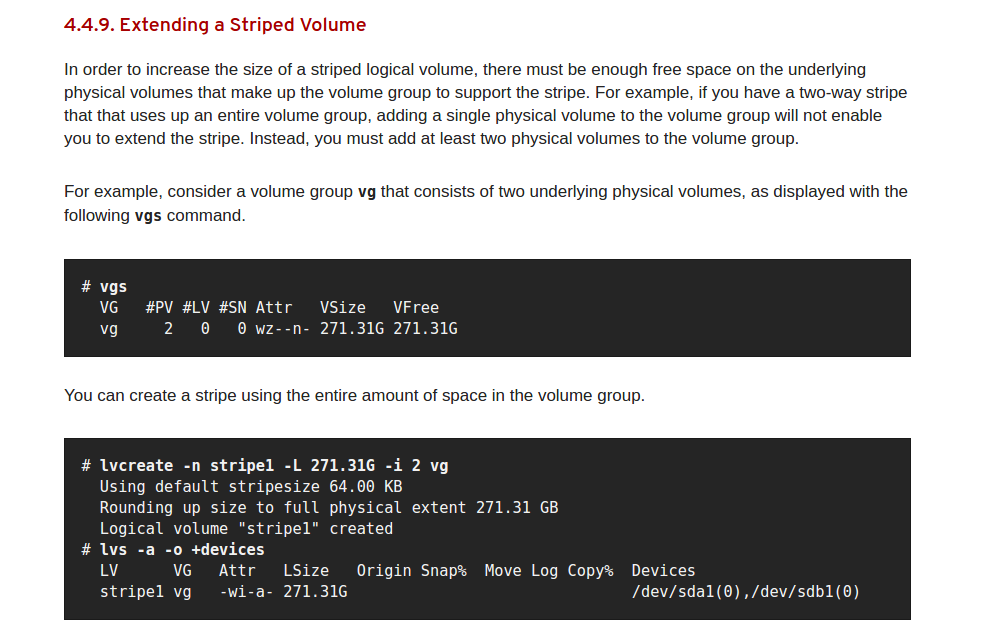 4.4.9. Extending a Striped Volume
In order to increase the size of a striped logical volume, there must be enough free space on the underlying
physical volumes that make up the volume group to support the stripe. For example, if you have a two-way stripe
that that uses up an entire volume group, adding a single physical volume to the volume group will not enable
you to extend the stripe. Instead, you must add at least two physical volumes to the volume group.
For example, consider a volume group vg that consists of two underlying physical volumes, as displayed with the
following vgs command.
# vgs
  VG   #PV #LV #SN Attr   VSize   VFree
  vg     2   0   0 wz--n- 271.31G 271.31G
You can create a stripe using the entire amount of space in the volume group.
# lvcreate -n stripe1 -L 271.31G -i 2 vg
  Using default stripesize 64.00 KB
  Rounding up size to full physical extent 271.31 GB
  Logical volume "stripe1" created
# lvs -a -o +devices
  LV      VG   Attr   LSize   Origin Snap%  Move Log Copy%  Devices
  stripe1 vg   -wi-a- 271.31G                               /dev/sda1(0),/dev/sdb1(0)